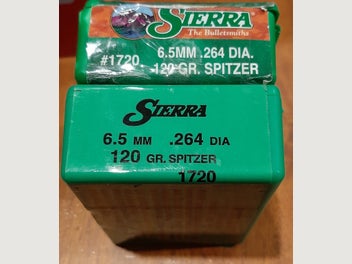 SIERRA
The Bulletsmiths
#1720 6.5MM .264 DIA.
120 GR. SPITZER
SIERRA
6.5 MM .264 DIA
120 GR. SPITZER
1720